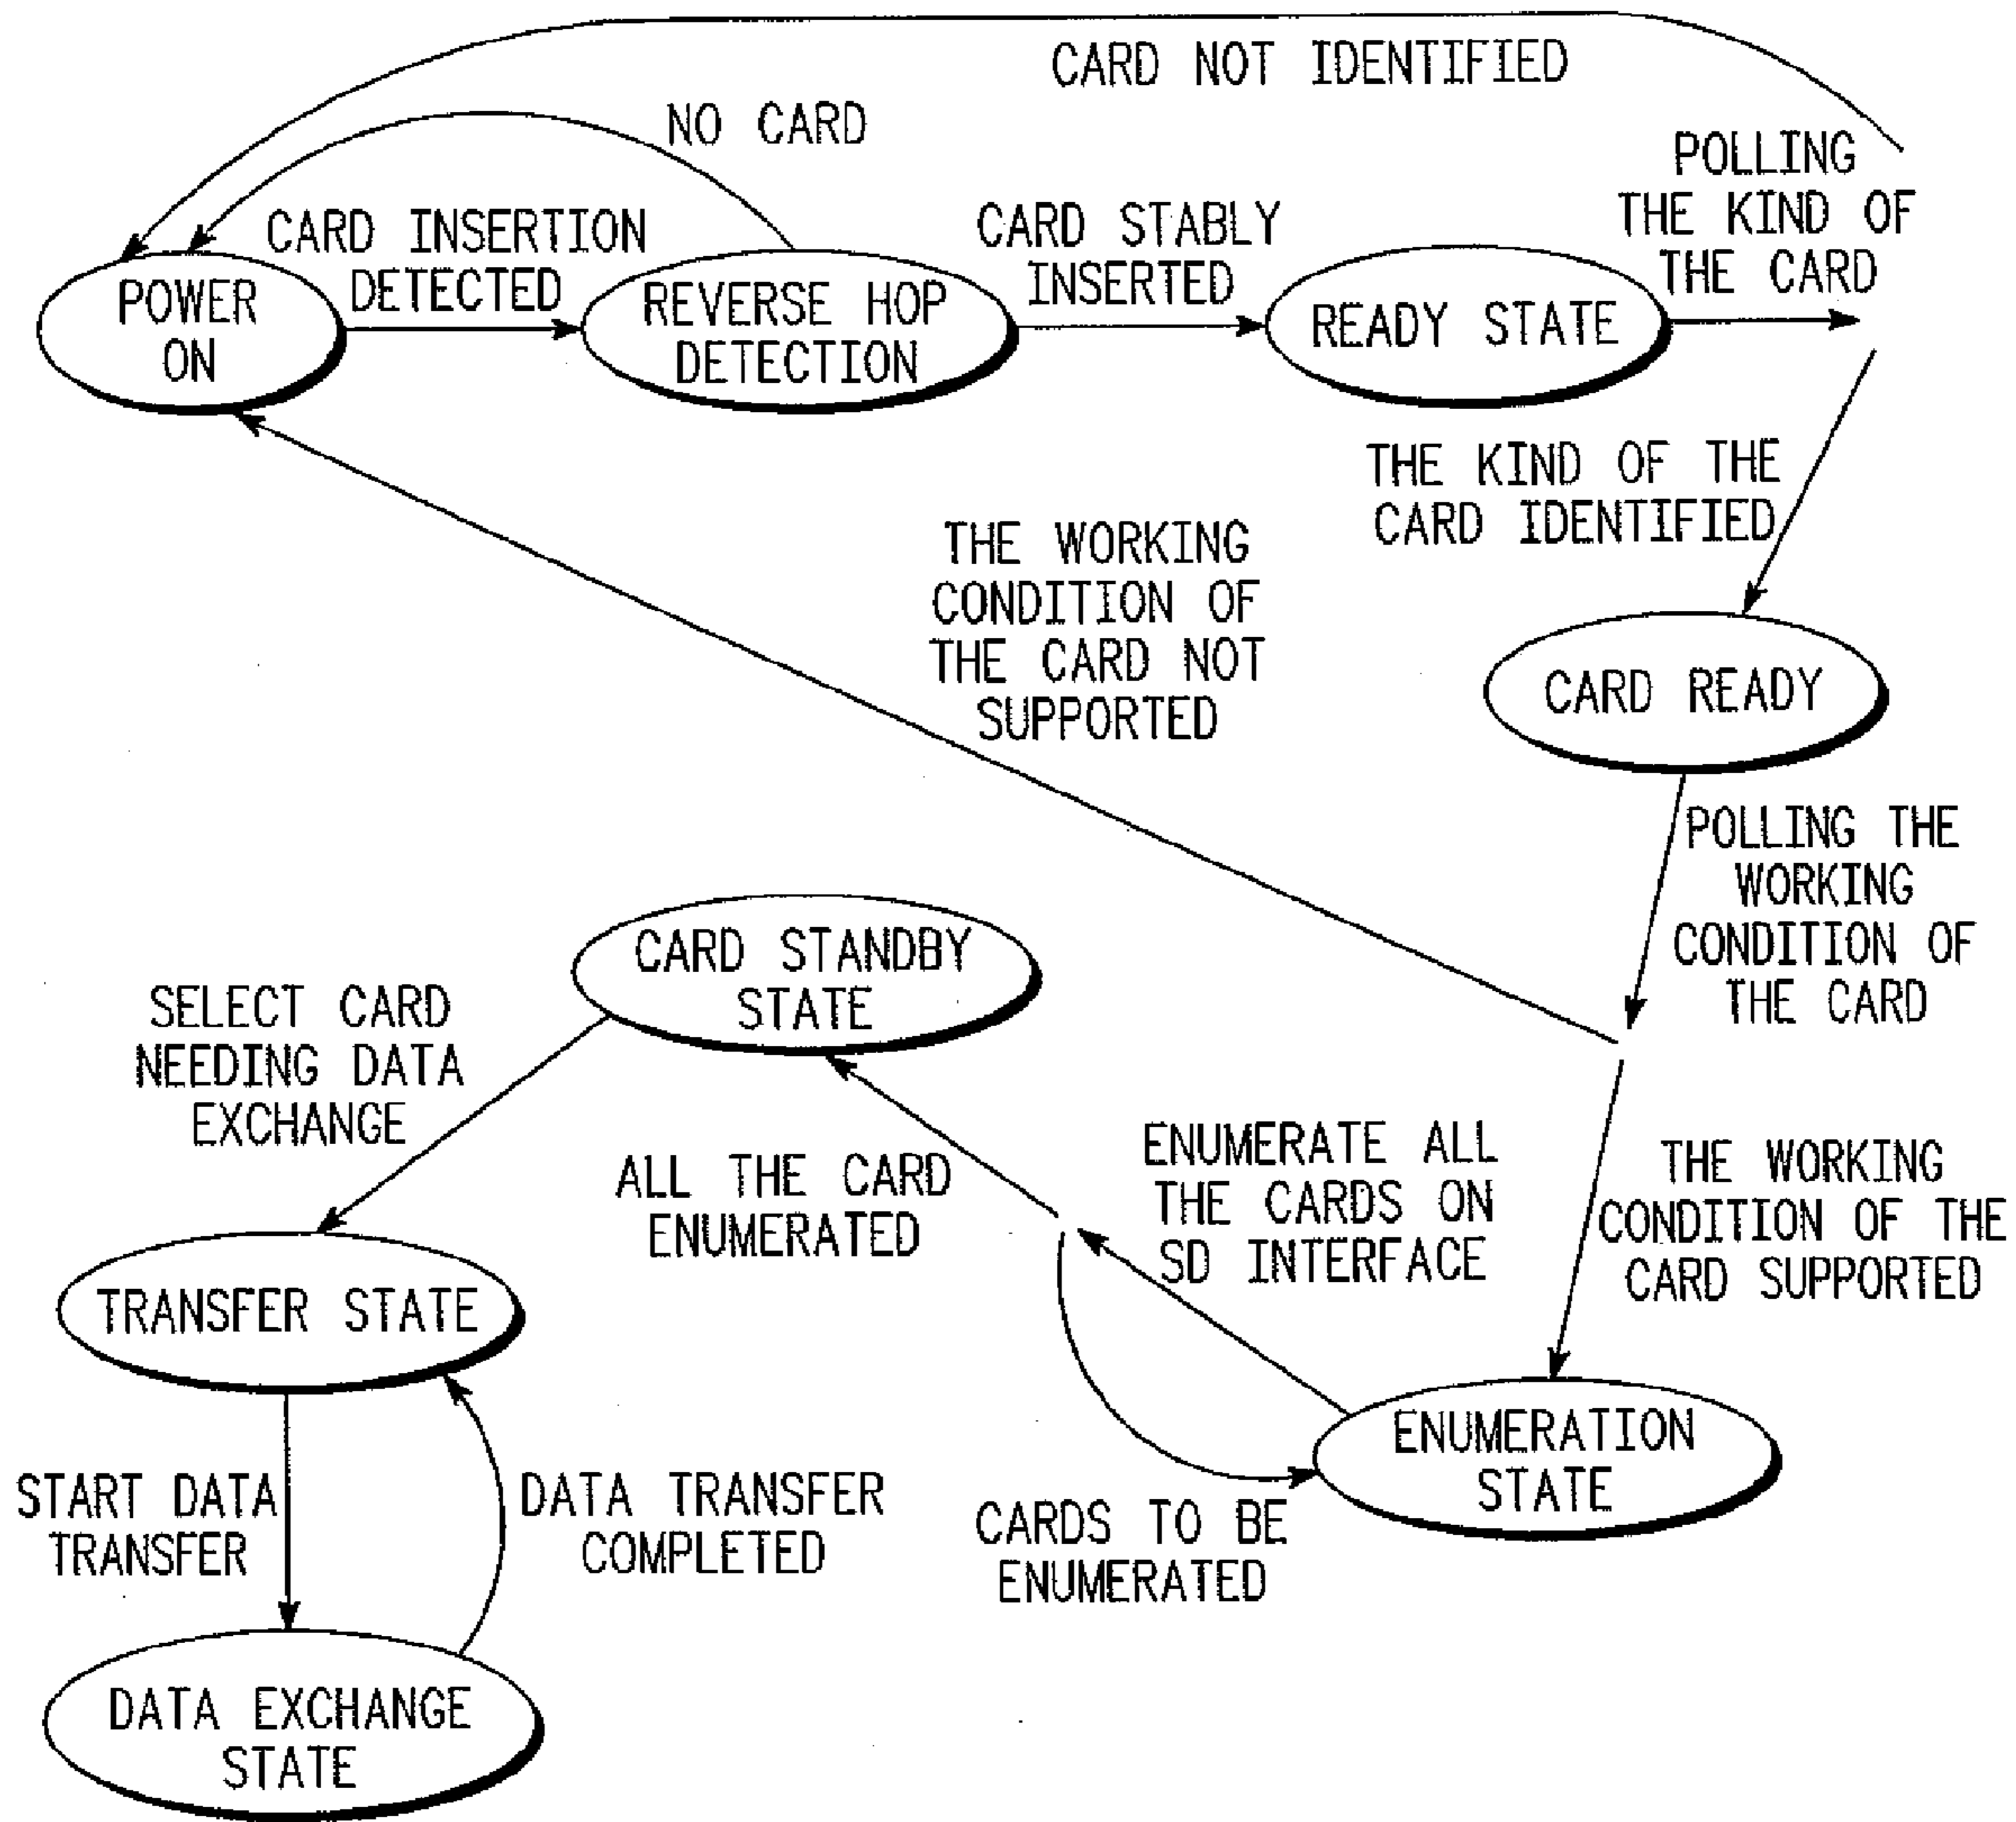 CARD NOT IDENTIFIED
NO CARD
POLLING
THE KIND OF
THE CARD
CARD INSERTION
DETECTED
CARD STABLY
INSERTED
POWER
ON
REVERSE HOP
DETECTION
READY STATE
THE KIND OF THE
CARD IDENTIFIED
THE WORKING
CONDITION OF
THE CARD NOT
SUPPORTED
CARD READY
POLLING THE
WORKING
CONDITION OF
THE CARD
CARD STANDBY
STATE
SELECT CARD
NEEDING DATA
EXCHANGE
ALL THE CARD
ENUMERATED
ENUMERATE ALL
THE CARDS ON
SD INTERFACE
THE WORKING
CONDITION OF THE
CARD SUPPORTED
TRANSFER STATE
ENUMERATION
STATE
START DATA
TRANSFER
DATA TRANSFER
COMPLETED
CARDS TO BE
ENUMERATED
DATA EXCHANGE
STATE